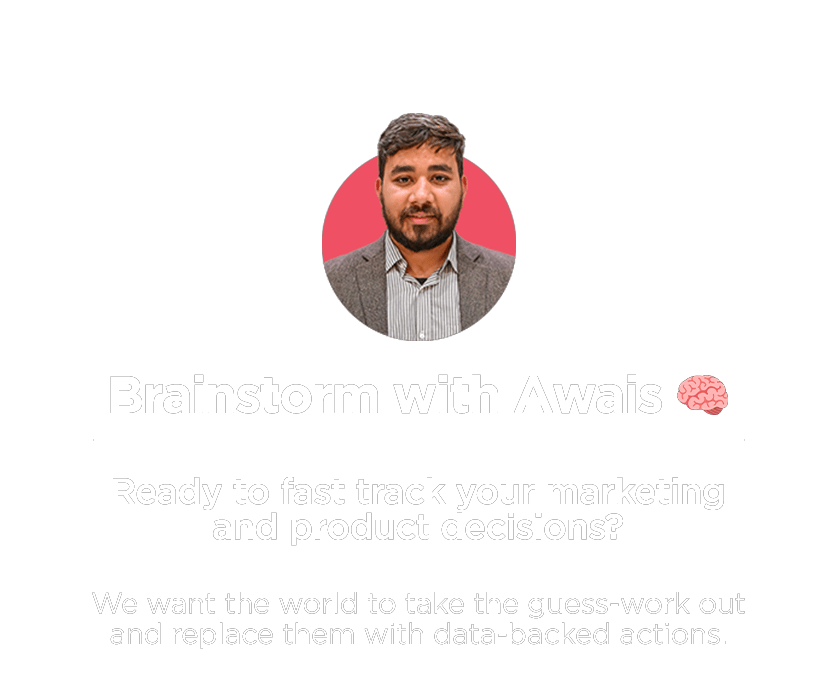 Brainstorm with Awais
Ready to fast track your marketing
and product decisions?
We want the world to take the guess-work out
and replace them with data-backed actions.